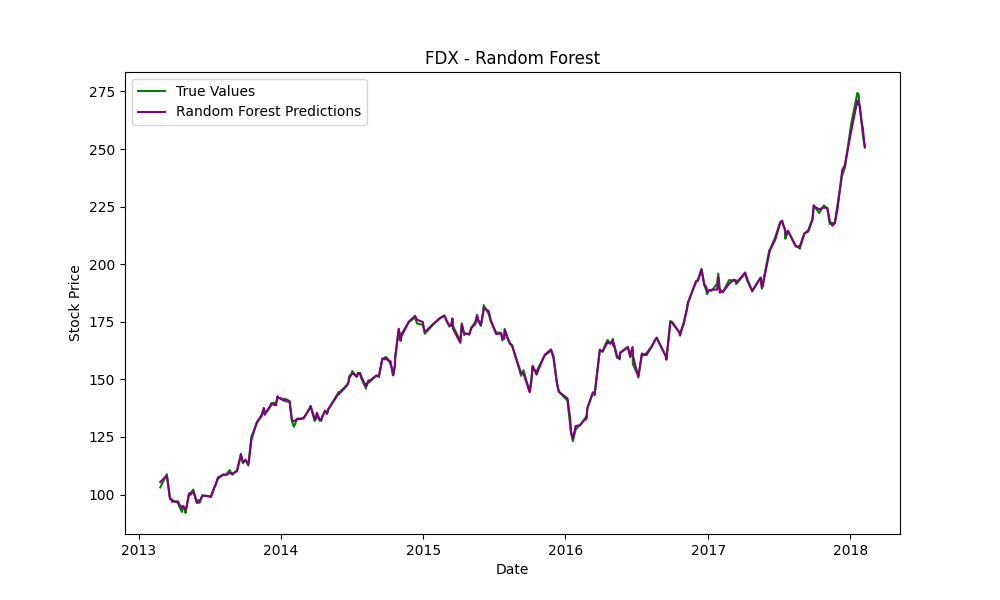 FDX - Random Forest
True Values
Random Forest Predictions
275
250
225
200
175
150
125
100
Stock Price
2013 2014 2015 2016 2017 2018
Date